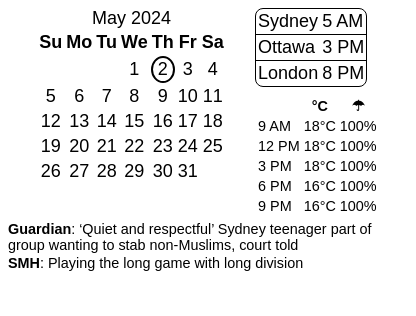 May 2024
Su Mo Tu We Th Fr Sa
1 2 3 4
5 6 7 8 9 10 11
12 13 14 15 16 17 18
19 20 21 22 23 24 25
26 27 28 29 30 31
Sydney 5 AM
Ottawa 3 PM
London 8 PM
°C ☂
9 AM 18°C 100%
12 PM 18°C 100%
3 PM 18°C 100%
6 PM 16°C 100%
9 PM 16°C 100%
Guardian: ‘Quiet and respectful’ Sydney teenager part of
group wanting to stab non-Muslims, court told
SMH: Playing the long game with long division